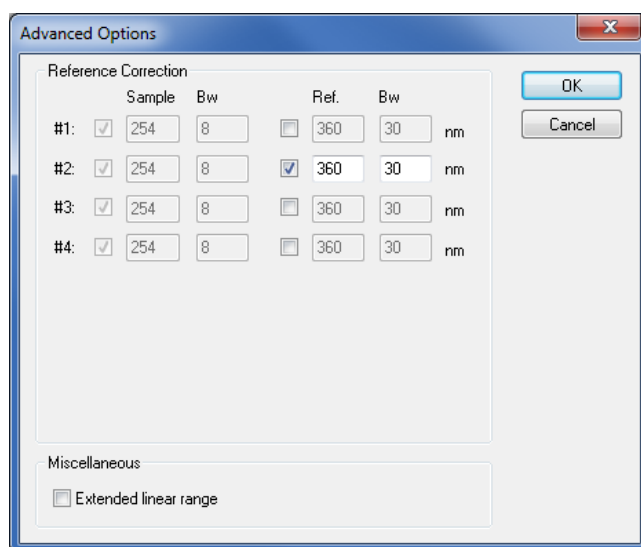 Advanced Options
Reference Correction
Sample Bw Ref. Bw
#1: 254 8 360 30 nm
#2: 254 8 360 30 nm
#3: 254 8 360 30 nm
#4: 254 8 360 30 nm
OK
Cancel
Miscellaneous
Extended linear range